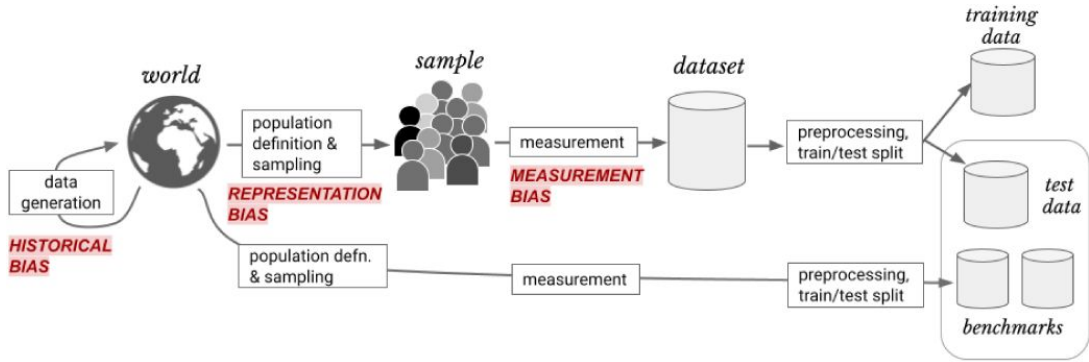 training
data
sample
dataset
world
population
definition &
sampling
measurement
preprocessing,
train/test split
data
generation
REPRESENTATION
BIAS
MEASUREMENT
BIAS
test
data
HISTORICAL
BIAS
population defn.
& sampling
measurement
preprocessing,
train/test split
benchmarks